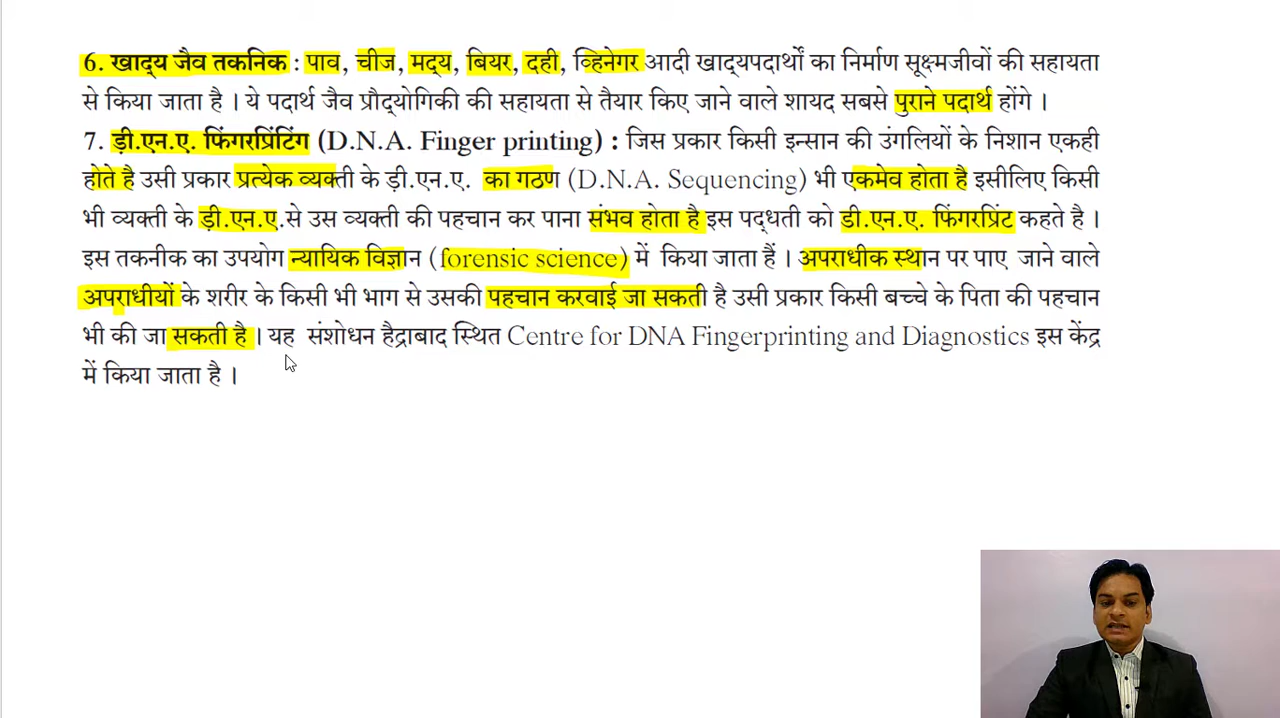 6. खाद्य जैव तकनिक : पाव, चीज, मद्य, बियर, दही, व्हिनेगर आदी खाद्यपदार्थों का निर्माण सूक्ष्मजीवों की सहायता
से किया जाता है । ये पदार्थ जैव प्रौद्योगिकी की सहायता से तैयार किए जाने वाले शायद सबसे पुराने पदार्थ होंगे ।
7. ड़ी.एन.ए. फिंगरप्रिंटिंग (D.N.A. Finger printing) : जिस प्रकार किसी इन्सान की उंगलियों के निशान एकही
होते है उसी प्रकार प्रत्येक व्यक्ती के ड़ी.एन.ए. का गठण (D.N.A. Sequencing) भी एकमेव होता है इसीलिए किसी
भी व्यक्ती के ड़ी.एन.ए.से उस व्यक्ती की पहचान कर पाना संभव होता है इस पद्धती को डी.एन.ए. फिंगरप्रिंट कहते है ।
इस तकनीक का उपयोग न्यायिक विज्ञान (forensic science) में किया जाता हैं । अपराधीक स्थान पर पाए जाने वाले
अपराधीयों के शरीर के किसी भी भाग से उसकी पहचान करवाई जा सकती है उसी प्रकार किसी बच्चे के पिता की पहचान
भी की जा सकती है । यह संशोधन हैद्राबाद स्थित Centre for DNA Fingerprinting and Diagnostics इस केंद्र
में किया जाता है ।